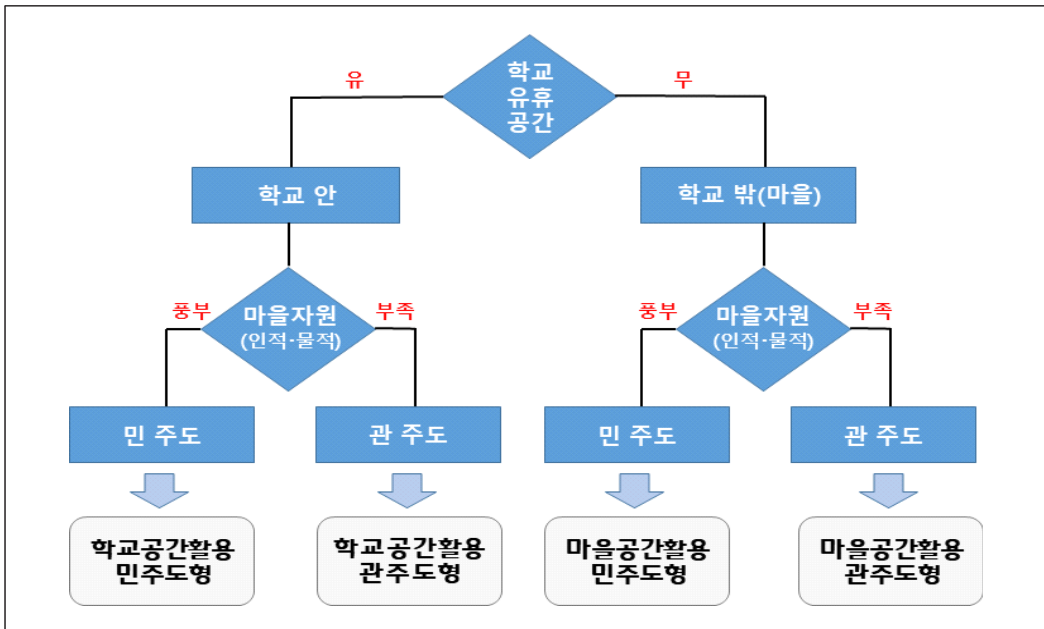 학교
유휴
공간
유
무
학교 안
학교 밖(마을)
마을자원
(인적·물적)
풍부
부족
마을자원
(인적·물적)
풍부
부족
민 주도
관 주도
민 주도
관 주도
학교공간활용
민주도형
학교공간활용
관주도형
마을공간활용
민주도형
마을공간활용
관주도형